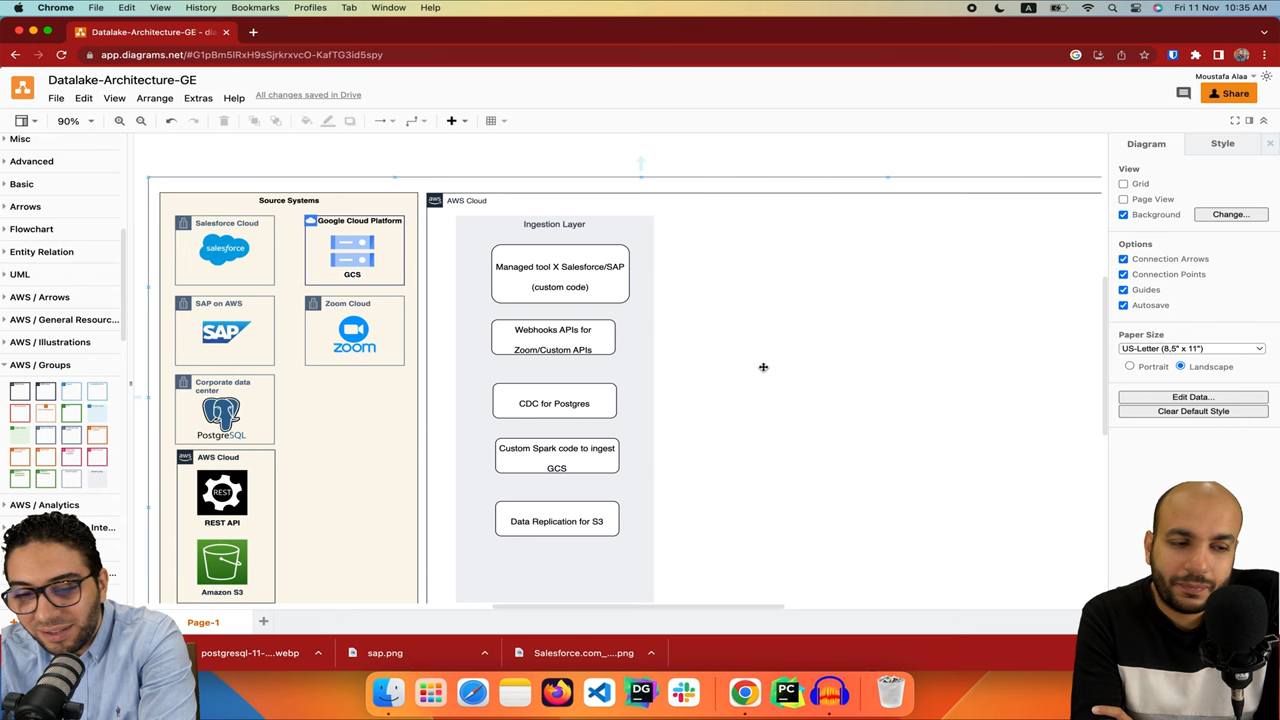 Chrome File Edit View History Bookmarks Profiles Tab Window Help
A Fri 11 Nov 10:35 AM
Datalake-Architecture-GE - dia
app.diagrams.net/#G1pBm5lRxH9sSjrkrxvcO-KafTG3id5spy
Datalake-Architecture-GE
Moustafa Alaa
File Edit View Arrange Extras Help All changes saved in Drive
Share
90%
Misc
Advanced
Basic
Arrows
Flowchart
Entity Relation
UML
AWS / Arrows
AWS / General Resourc...
AWS / Illustrations
AWS / Groups
AWS / Analytics
Inte...
Source Systems
Salesforce Cloud
salesforce
Google Cloud Platform
GCS
SAP on AWS
SAP
Zoom Cloud
ZOOM
Corporate data
center
PostgreSQL
aws AWS Cloud
REST
REST API
Amazon S3
aws AWS Cloud
Ingestion Layer
Managed tool X Salesforce/SAP
(custom code)
Webhooks APIs for
Zoom/Custom APIs
CDC for Postgres
Custom Spark code to ingest
GCS
Data Replication for S3
Diagram Style
View
Grid
Page View
Background Change...
Options
Connection Arrows
Connection Points
Guides
Autosave
Paper Size
US-Letter (8,5" x 11")
Portrait Landscape
Edit Data...
Clear Default Style
Page-1
postgresql-11-....webp
sap.png
Salesforce.com_....png
DG
PC